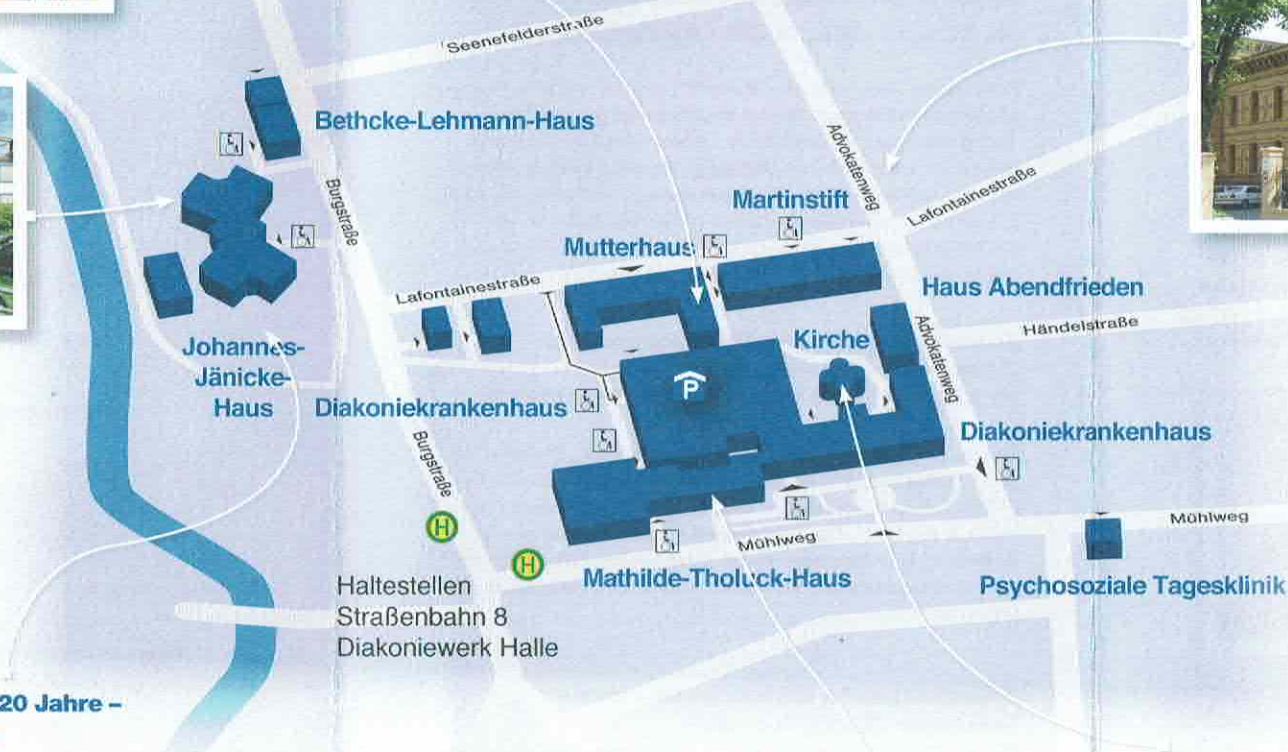 Seenefelderstraße
Bethcke-Lehmann-Haus
Burgstraße
Advokatenweg
Lafontainestraße
Martinstift
Mutterhaus
Lafontainestraße
Haus Abendfrieden
Händelstraße
Johannes-
Jänicke-
Haus
Kirche
P
Advokatenweg
Diakoniekrankenhaus
Diakoniekrankenhaus
Burgstraße
H
H
Mühlweg
Mühlweg
Mathilde-Tholuck-Haus
Psychosoziale Tagesklinik
Haltestellen
Straßenbahn 8
Diakoniewerk Halle
20 Jahre –